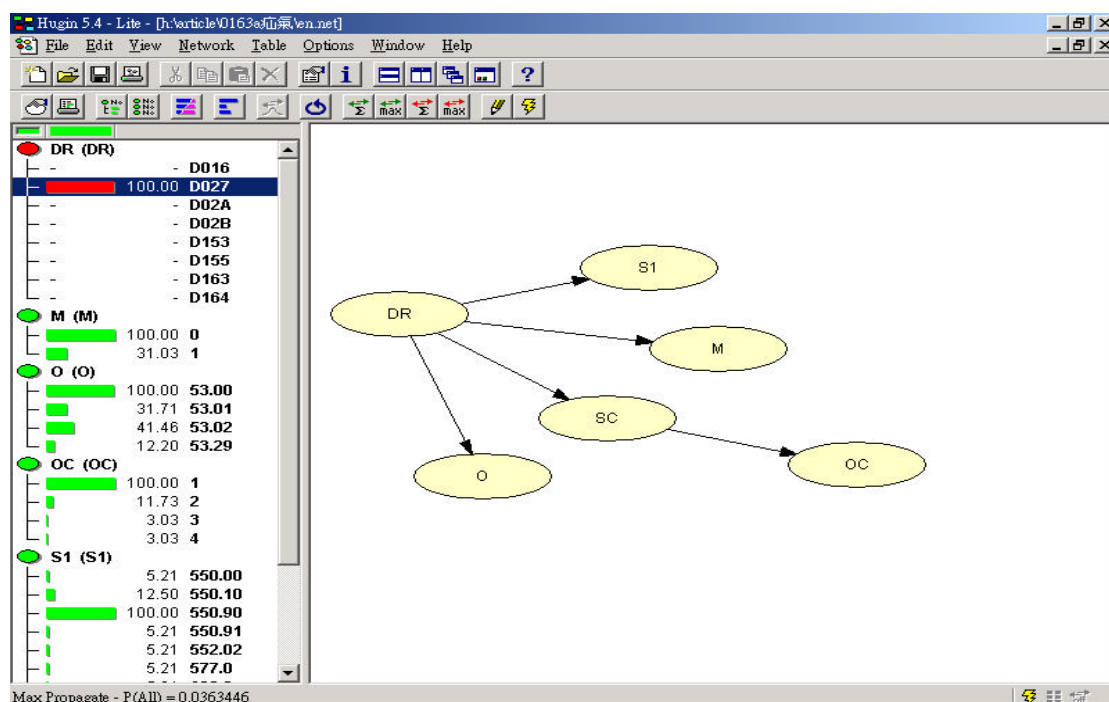 Hugin 5.4 - Lite - [h:\article\0163a疝氣\en.net]
File Edit View Network Table Options Window Help
Σ max Σ max
DR (DR)
- - D016
100.00 D027
- - D02A
- - D02B
- - D153
- - D155
- - D163
- - D164
M (M)
100.00 0
31.03 1
O (O)
100.00 53.00
31.71 53.01
41.46 53.02
12.20 53.29
OC (OC)
100.00 1
11.73 2
3.03 3
3.03 4
S1 (S1)
5.21 550.00
12.50 550.10
100.00 550.90
5.21 550.91
5.21 552.02
5.21 577.0
S1
DR
M
SC
OC
O
Max Propagate - P(All) = 0.0363446